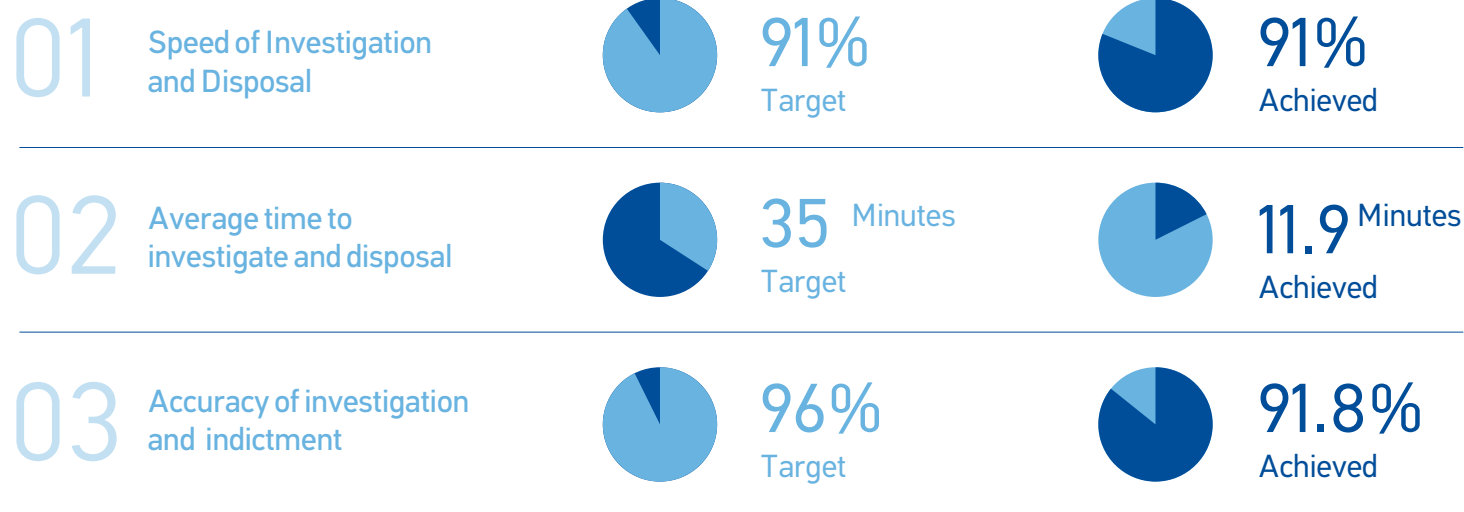 01
Speed of Investigation
and Disposal
91%
Target
91%
Achieved
02
Average time to
investigate and disposal
35 Minutes
Target
11.9 Minutes
Achieved
03
Accuracy of investigation
and indictment
96%
Target
91.8%
Achieved